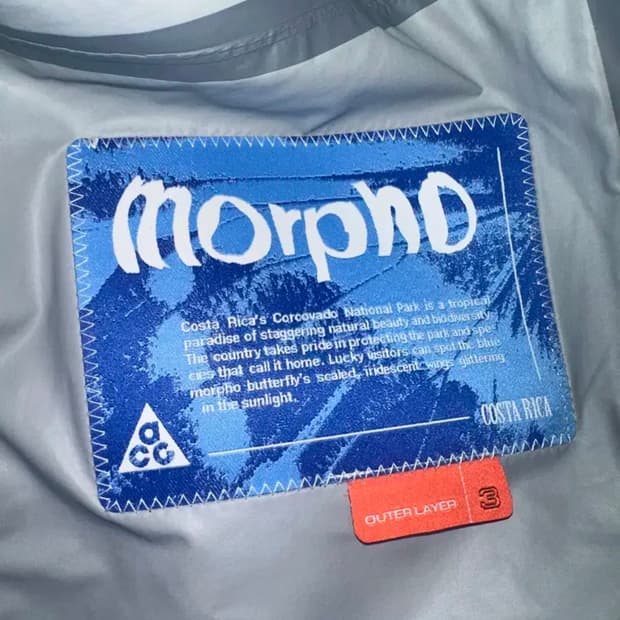 morpho
Costa Rica's Corcovado National Park is a tropical
paradise of staggering natural beauty and biodiversity.
The country takes pride in protecting the park and spe
cies that call it home. Lucky visitors can spot the blue
morpho butterfly's scaled, iridescent wings glittering
in the sunlight.
COSTA RICA
acg
OUTER LAYER 3